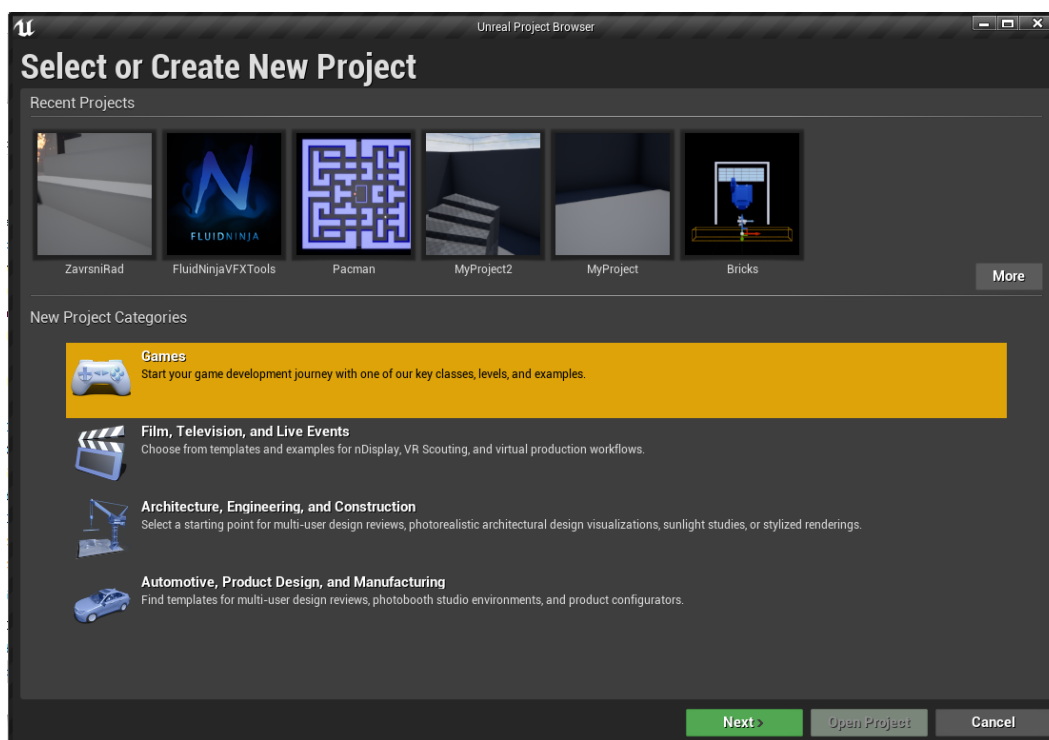 Unreal Project Browser
Select or Create New Project
Recent Projects
FLUIDNINJA
ZavrsniRad
FluidNinjaVFXTools
Pacman
MyProject2
MyProject
Bricks
More
New Project Categories
Games
Start your game development journey with one of our key classes, levels, and examples.
Film, Television, and Live Events
Choose from templates and examples for nDisplay, VR Scouting, and virtual production workflows.
Architecture, Engineering, and Construction
Select a starting point for multi-user design reviews, photorealistic architectural design visualizations, sunlight studies, or stylized renderings.
Automotive, Product Design, and Manufacturing
Find templates for multi-user design reviews, photobooth studio environments, and product configurators.
Next >
Open Project
Cancel